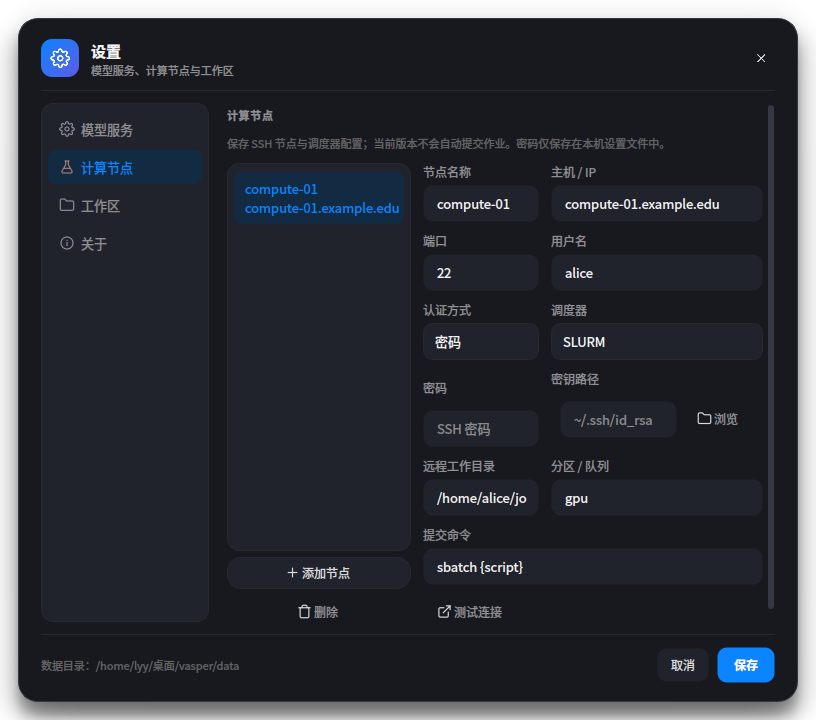 设置
模型服务、计算节点与工作区
模型服务
计算节点
工作区
关于
计算节点
保存 SSH 节点与调度器配置；当前版本不会自动提交作业。密码仅保存在本机设置文件中。
compute-01
compute-01.example.edu
添加节点
删除
节点名称
主机 / IP
compute-01
compute-01.example.edu
端口
用户名
22
alice
认证方式
调度器
密码
SLURM
密码
密钥路径
SSH 密码
~/.ssh/id_rsa
浏览
远程工作目录
分区 / 队列
/home/alice/jo
gpu
提交命令
sbatch {script}
测试连接
数据目录：/home/lyy/桌面/vasper/data
取消
保存